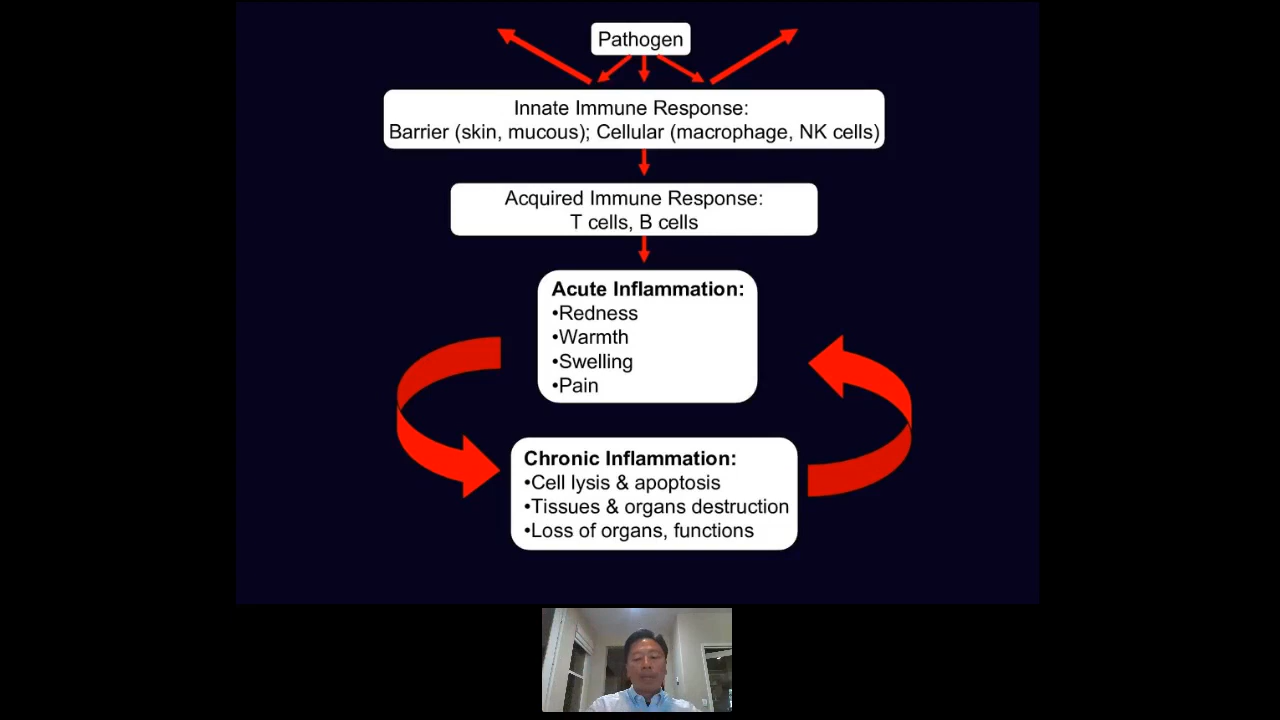 Pathogen
Innate Immune Response:
Barrier (skin, mucous); Cellular (macrophage, NK cells)
Acquired Immune Response:
T cells, B cells
Acute Inflammation:
•Redness
•Warmth
•Swelling
•Pain
Chronic Inflammation:
•Cell lysis & apoptosis
•Tissues & organs destruction
•Loss of organs, functions